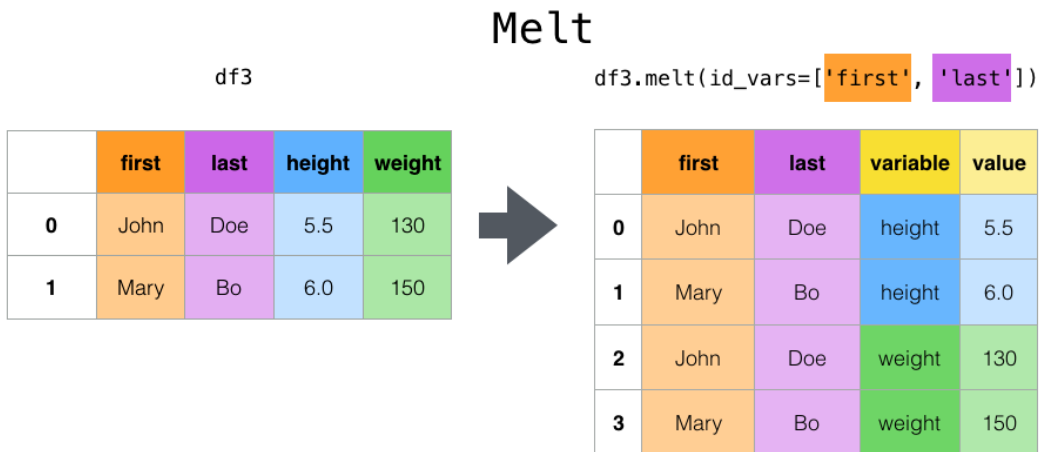 Melt
df3
first last height weight
0 John Doe 5.5 130
1 Mary Bo 6.0 150
df3.melt(id_vars=['first', 'last'])
first last variable value
0 John Doe height 5.5
1 Mary Bo height 6.0
2 John Doe weight 130
3 Mary Bo weight 150